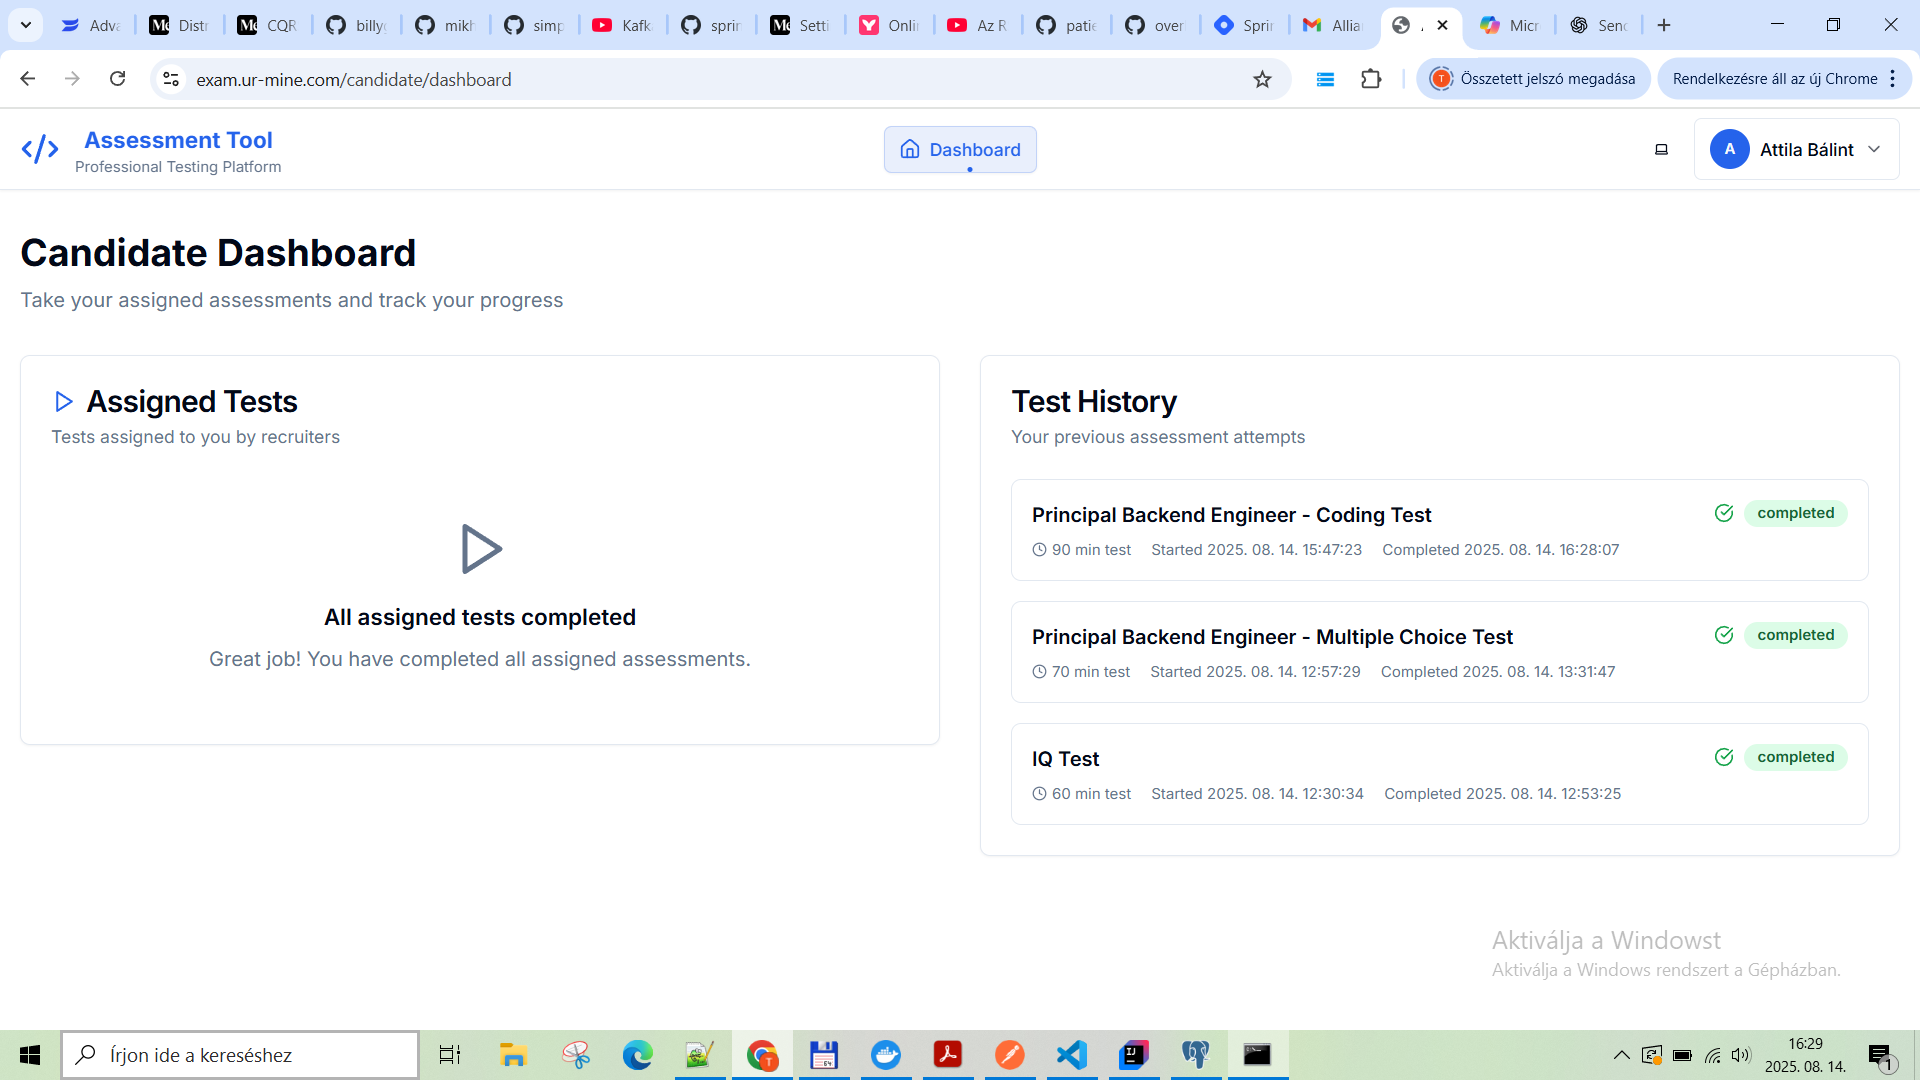 Adva
Distr
CQR
billy
mikh
simp
Kafk
sprin
Setti
Onlin
Az R
patie
over
Sprin
Allia
Micr
Send
exam.ur-mine.com/candidate/dashboard
Összetett jelszó megadása
Rendelkezésre áll az új Chrome
Assessment Tool
Professional Testing Platform
Dashboard
A
Attila Bálint
Candidate Dashboard
Take your assigned assessments and track your progress
Assigned Tests
Tests assigned to you by recruiters
All assigned tests completed
Great job! You have completed all assigned assessments.
Test History
Your previous assessment attempts
Principal Backend Engineer - Coding Test
completed
90 min test Started 2025. 08. 14. 15:47:23 Completed 2025. 08. 14. 16:28:07
Principal Backend Engineer - Multiple Choice Test
completed
70 min test Started 2025. 08. 14. 12:57:29 Completed 2025. 08. 14. 13:31:47
IQ Test
completed
60 min test Started 2025. 08. 14. 12:30:34 Completed 2025. 08. 14. 12:53:25
Aktiválja a Windowst
Aktiválja a Windows rendszert a Gépházban.
Írjon ide a kereséshez
16:29
2025. 08. 14.
1